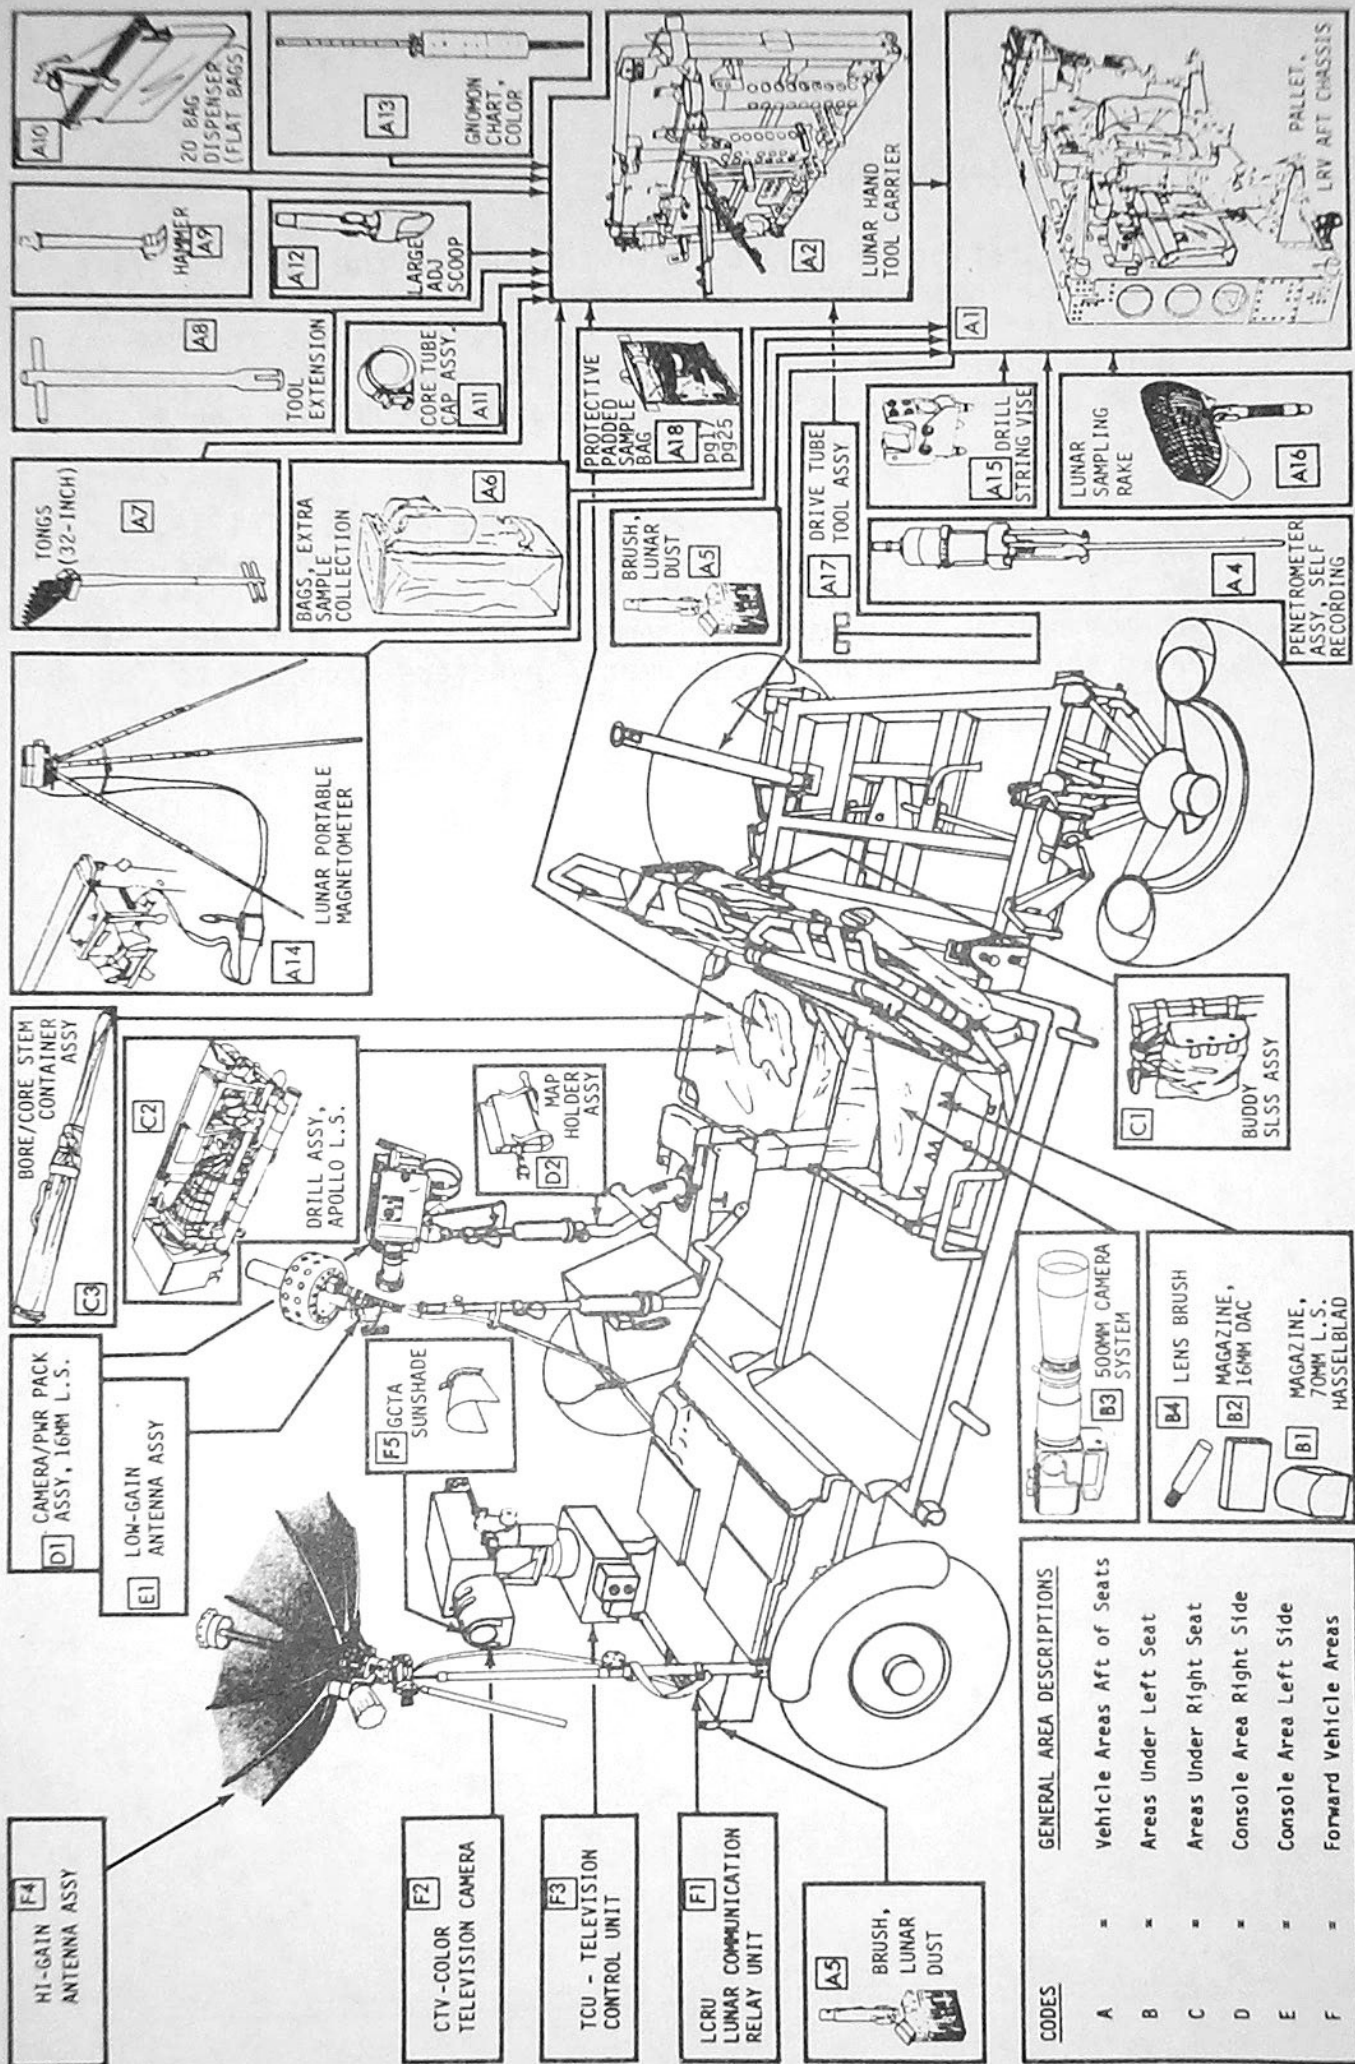 F4
HI-GAIN
ANTENNA ASSY
D1 CAMERA/PWR PACK
ASSY, 16MM L.S.
E1
LOW-GAIN
ANTENNA ASSY
BORE/CORE STEM
CONTAINER
ASSY
C3
C2
DRILL ASSY,
APOLLO L.S.
D2
MAP
HOLDER
ASSY
F5 GCTA
SUNSHADE
A14
LUNAR PORTABLE
MAGNETOMETER
TONGS
(32-INCH)
A7
BAGS, EXTRA
SAMPLE
COLLECTION
A6
A8
TOOL
EXTENSION
CORE TUBE
CAP ASSY.
A11
HAMMER
A9
A12
LARGE
ADJ
SCOOP
A10
20 BAG
DISPENSER
(FLAT BAGS)
A13
GNOMON
CHART,
COLOR
A2
LUNAR HAND
TOOL CARRIER
PROTECTIVE
PADDED
SAMPLE
BAG
A18
pg17
pg25
BRUSH,
LUNAR
DUST
A5
A17 DRIVE TUBE
TOOL ASSY
A15 DRILL
STRING VISE
A1
PALLET.
LRV AFT CHASSIS
LUNAR
SAMPLING
RAKE
A16
A4
PENETROMETER
ASSY, SELF
RECORDING
C1
BUDDY
SLSS ASSY
B3 500MM CAMERA
SYSTEM
B4 LENS BRUSH
B2 MAGAZINE,
16MM DAC
B1
MAGAZINE,
70MM L.S.
HASSELBLAD
F2
CTV-COLOR
TELEVISION CAMERA
F3
TCU - TELEVISION
CONTROL UNIT
F1
LCRU
LUNAR COMMUNICATION
RELAY UNIT
A5
BRUSH,
LUNAR
DUST
CODES GENERAL AREA DESCRIPTIONS
A = Vehicle Areas Aft of Seats
B = Areas Under Left Seat
C = Areas Under Right Seat
D = Console Area Right Side
E = Console Area Left Side
F = Forward Vehicle Areas